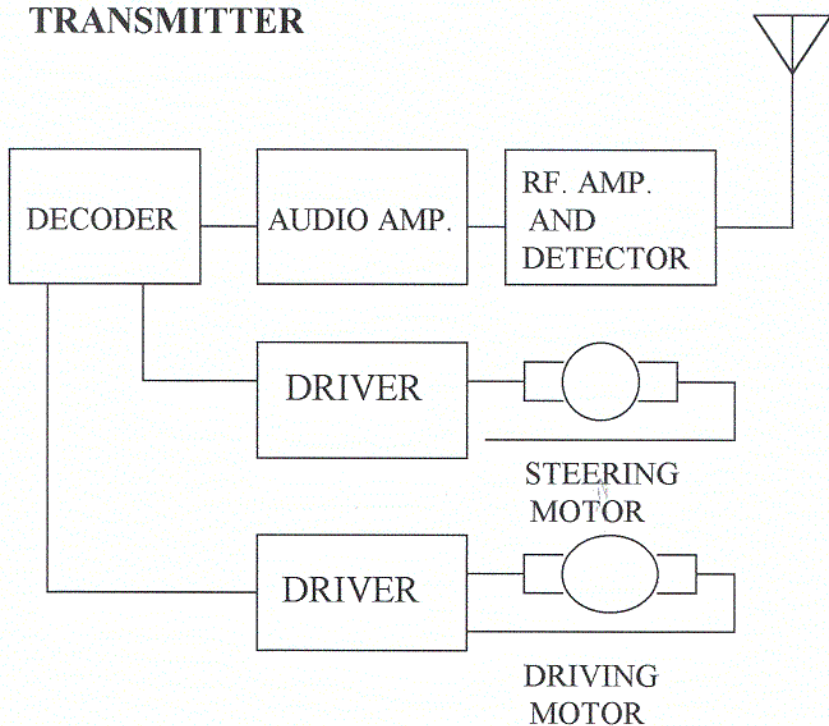 TRANSMITTER
DECODER
AUDIO AMP.
RF. AMP.
AND
DETECTOR
DRIVER
STEERING
MOTOR
DRIVER
DRIVING
MOTOR